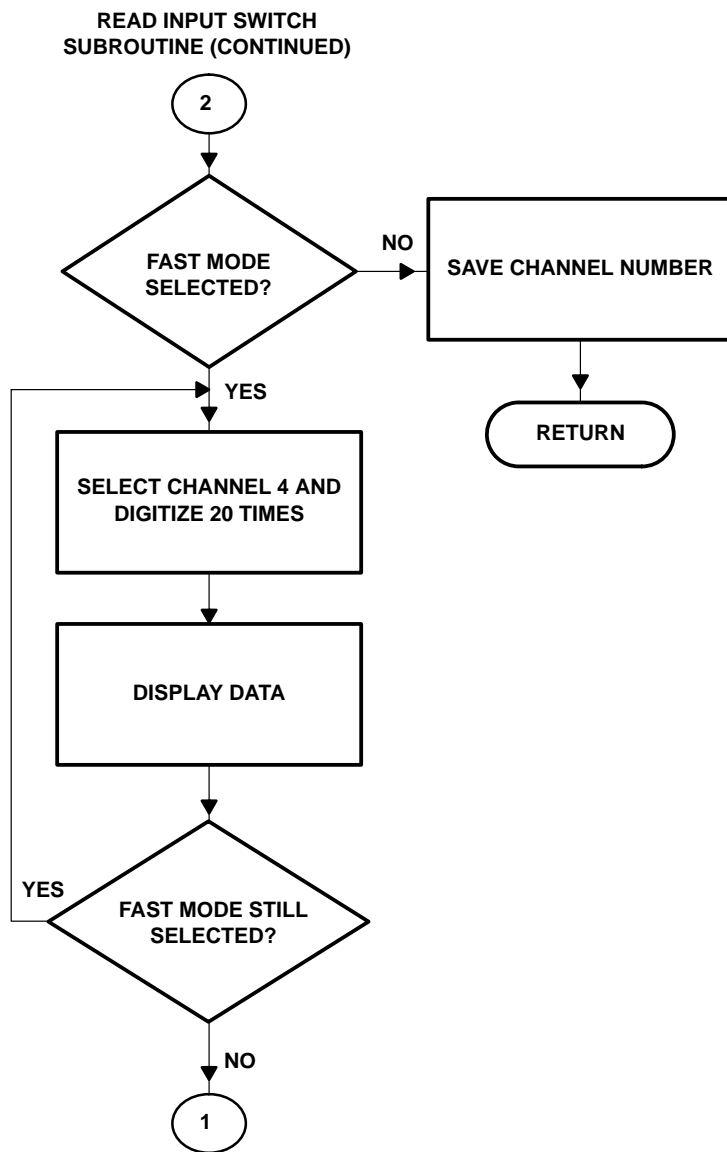 READ INPUT SWITCH
SUBROUTINE (CONTINUED)
2
FAST MODE
SELECTED?
NO
SAVE CHANNEL NUMBER
RETURN
YES
SELECT CHANNEL 4 AND
DIGITIZE 20 TIMES
DISPLAY DATA
YES
FAST MODE STILL
SELECTED?
NO
1